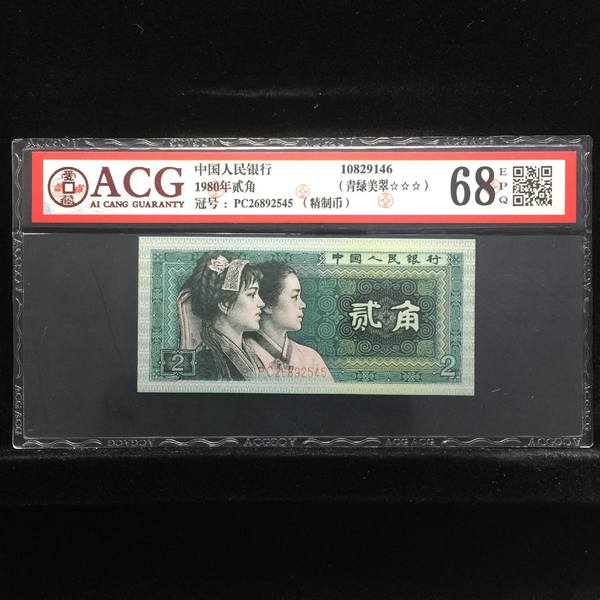 ACG
AI CANG GUARANTY
中国人民银行
1980年贰角
冠号：PC26892545（精制币）
10829146
（青绿美翠☆☆☆）
68
EPQ
中国人民银行
贰角
2
PC26892545
2
ACGACG